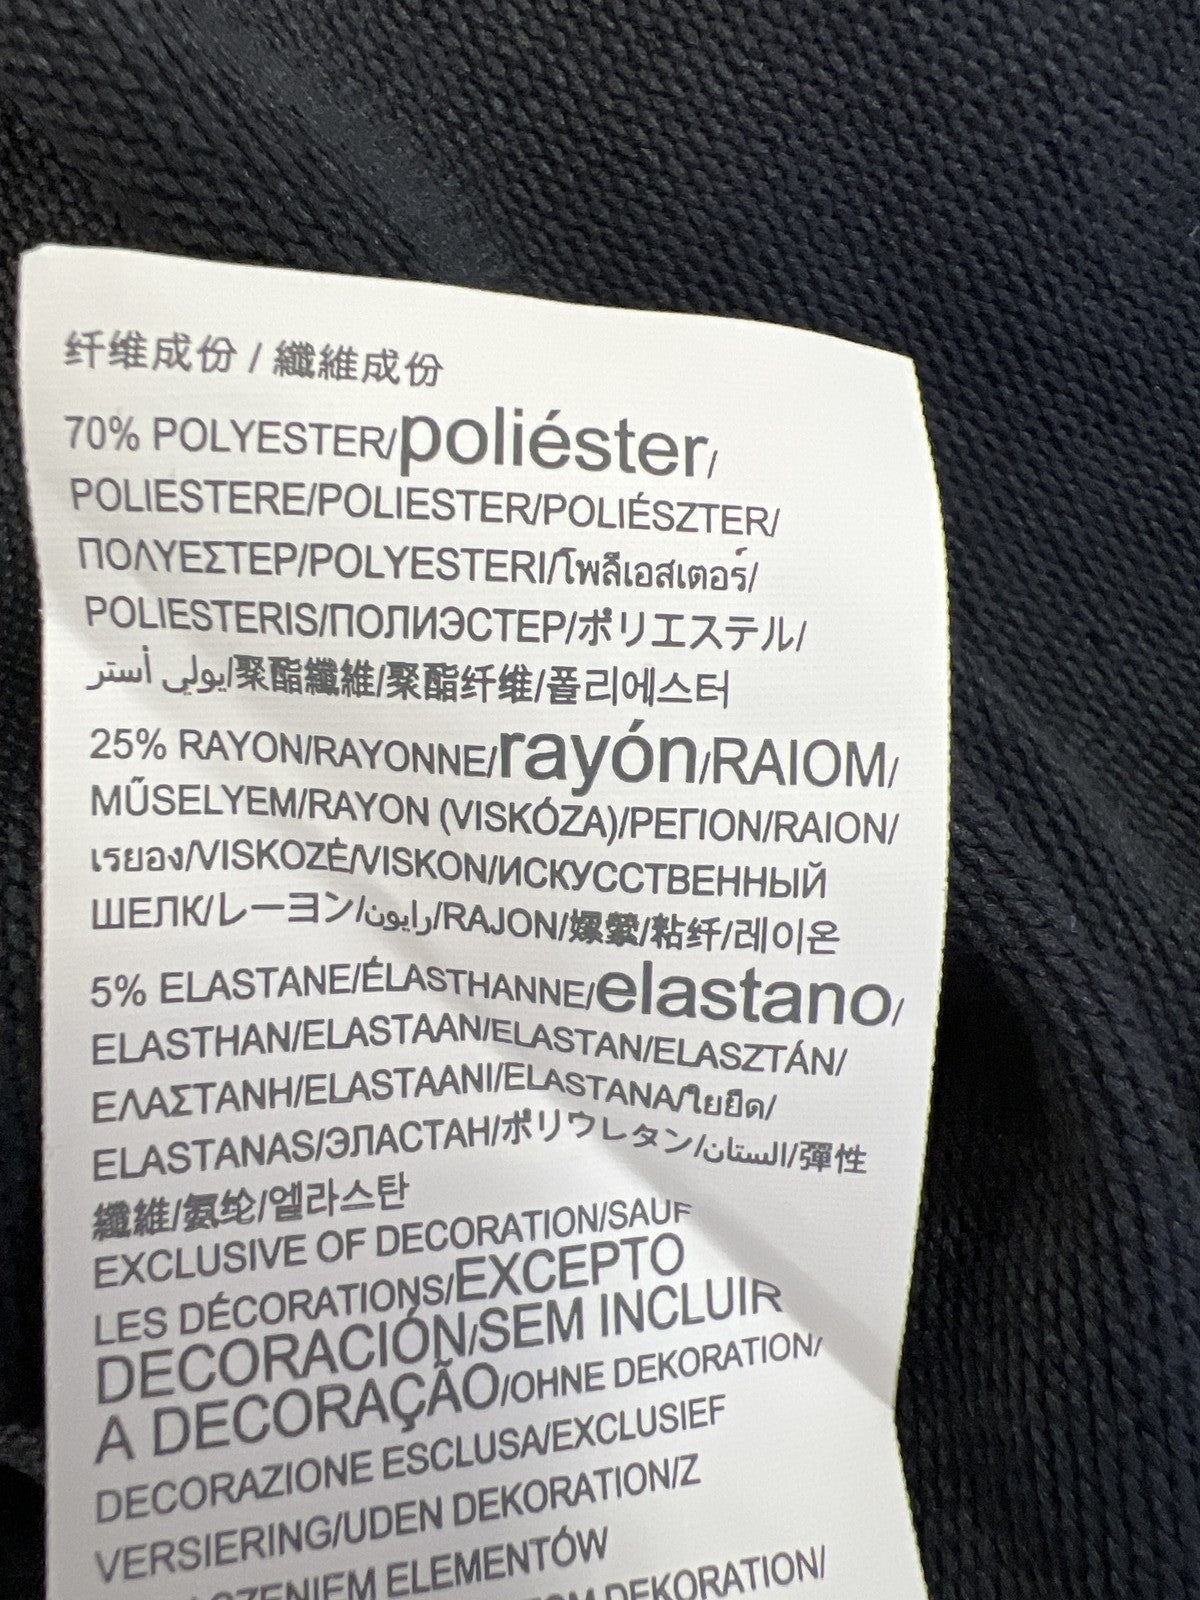 纤维成份 / 纖維成份
70% POLYESTER/poliéster/
POLIESTERE/POLIESTER/POLIÉSZTER/
ΠΟΛΥΕΣΤΕΡ/POLYESTERI/โพลีเอสเตอร์/
POLIESTERIS/ПОЛИЭСТЕР/ポリエステル/
بولي أستر/聚酯纖維/聚酯纤维/폴리에스터
25% RAYON/RAYONNE/rayón/RAIOM/
MŰSELYEM/RAYON (VISKÓZA)/ΡΕΓΙΟΝ/RAION/
เรยอง/VISKOZĖ/VISKON/ИСКУССТВЕННЫЙ
ШЕЛК/レーヨン/رايون/RAJON/嫘縈/粘纤/레이온
5% ELASTANE/ÉLASTHANNE/elastano/
ELASTHAN/ELASTAAN/ELASTAN/ELASZTÁN/
ΕΛΑΣΤΑΝΗ/ELASTAANI/ELASTANA/ใยยืด/
ELASTANAS/ЭЛАСТАН/ポリウレタン/الستان/彈性
纖維/氨纶/엘라스탄
EXCLUSIVE OF DECORATION/SAUF
LES DÉCORATIONS/EXCEPTO
DECORACIÓN/SEM INCLUIR
A DECORAÇÃO/OHNE DEKORATION/
DECORAZIONE ESCLUSA/EXCLUSIEF
VERSIERING/UDEN DEKORATION/Z
ELEMENTÓW
DEKORATION/